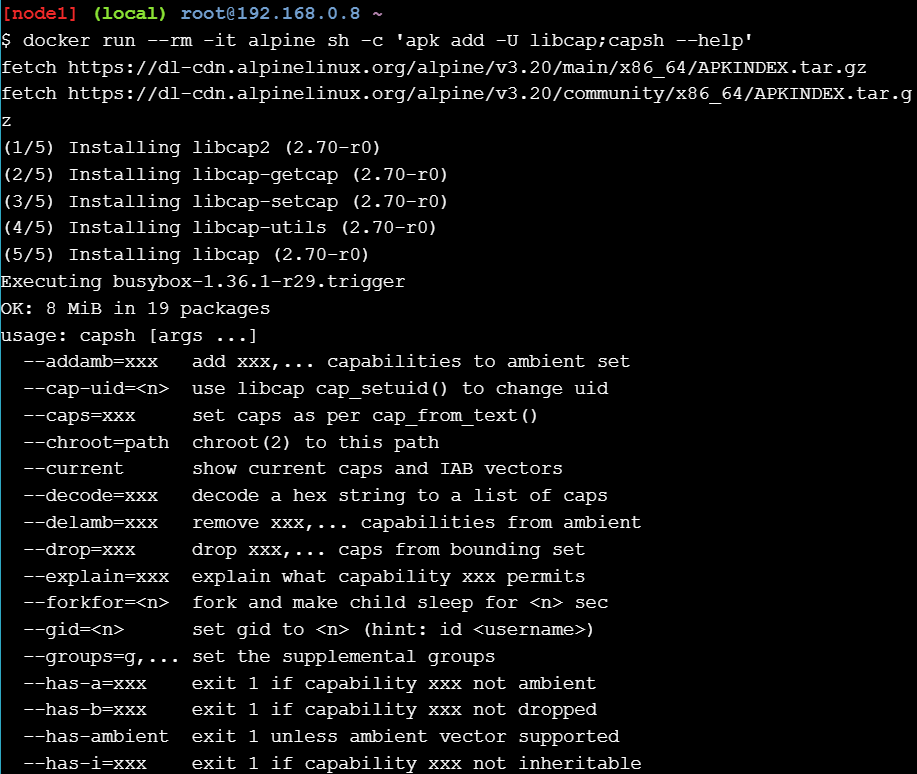 [node1] (local) root@192.168.0.8 ~
$ docker run --rm -it alpine sh -c 'apk add -U libcap;capsh --help'
fetch https://dl-cdn.alpinelinux.org/alpine/v3.20/main/x86_64/APKINDEX.tar.gz
fetch https://dl-cdn.alpinelinux.org/alpine/v3.20/community/x86_64/APKINDEX.tar.g
z
(1/5) Installing libcap2 (2.70-r0)
(2/5) Installing libcap-getcap (2.70-r0)
(3/5) Installing libcap-setcap (2.70-r0)
(4/5) Installing libcap-utils (2.70-r0)
(5/5) Installing libcap (2.70-r0)
Executing busybox-1.36.1-r29.trigger
OK: 8 MiB in 19 packages
usage: capsh [args ...]
  --addamb=xxx   add xxx,... capabilities to ambient set
  --cap-uid=<n>  use libcap cap_setuid() to change uid
  --caps=xxx     set caps as per cap_from_text()
  --chroot=path  chroot(2) to this path
  --current      show current caps and IAB vectors
  --decode=xxx   decode a hex string to a list of caps
  --delamb=xxx   remove xxx,... capabilities from ambient
  --drop=xxx     drop xxx,... caps from bounding set
  --explain=xxx  explain what capability xxx permits
  --forkfor=<n>  fork and make child sleep for <n> sec
  --gid=<n>      set gid to <n> (hint: id <username>)
  --groups=g,... set the supplemental groups
  --has-a=xxx    exit 1 if capability xxx not ambient
  --has-b=xxx    exit 1 if capability xxx not dropped
  --has-ambient  exit 1 unless ambient vector supported
  --has-i=xxx    exit 1 if capability xxx not inheritable